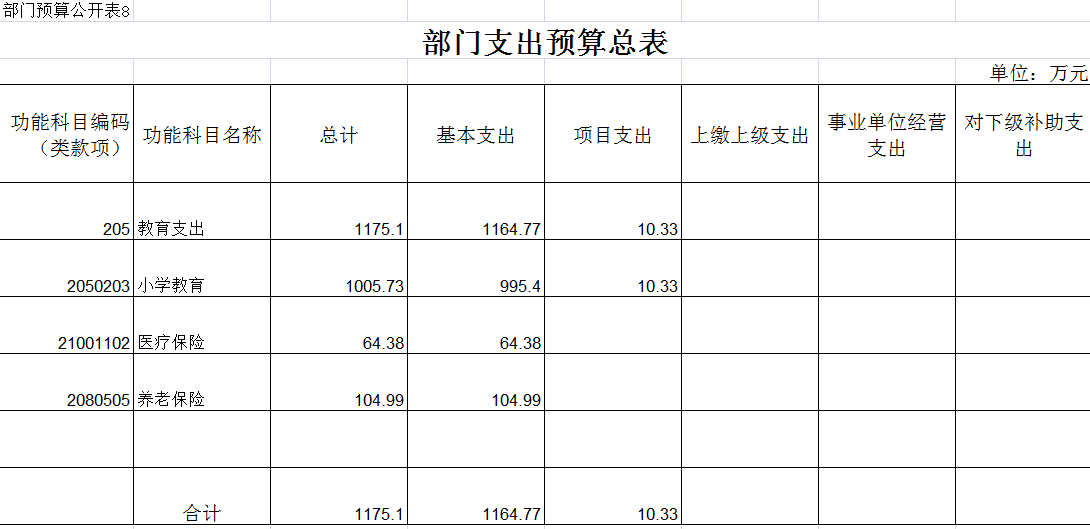 部门预算公开表8
部门支出预算总表
单位：万元
功能科目编码（类款项） 功能科目名称 总计 基本支出 项目支出 上缴上级支出 事业单位经营支出 对下级补助支出
205 教育支出 1175.1 1164.77 10.33
2050203 小学教育 1005.73 995.4 10.33
21001102 医疗保险 64.38 64.38
2080505 养老保险 104.99 104.99
合计 1175.1 1164.77 10.33